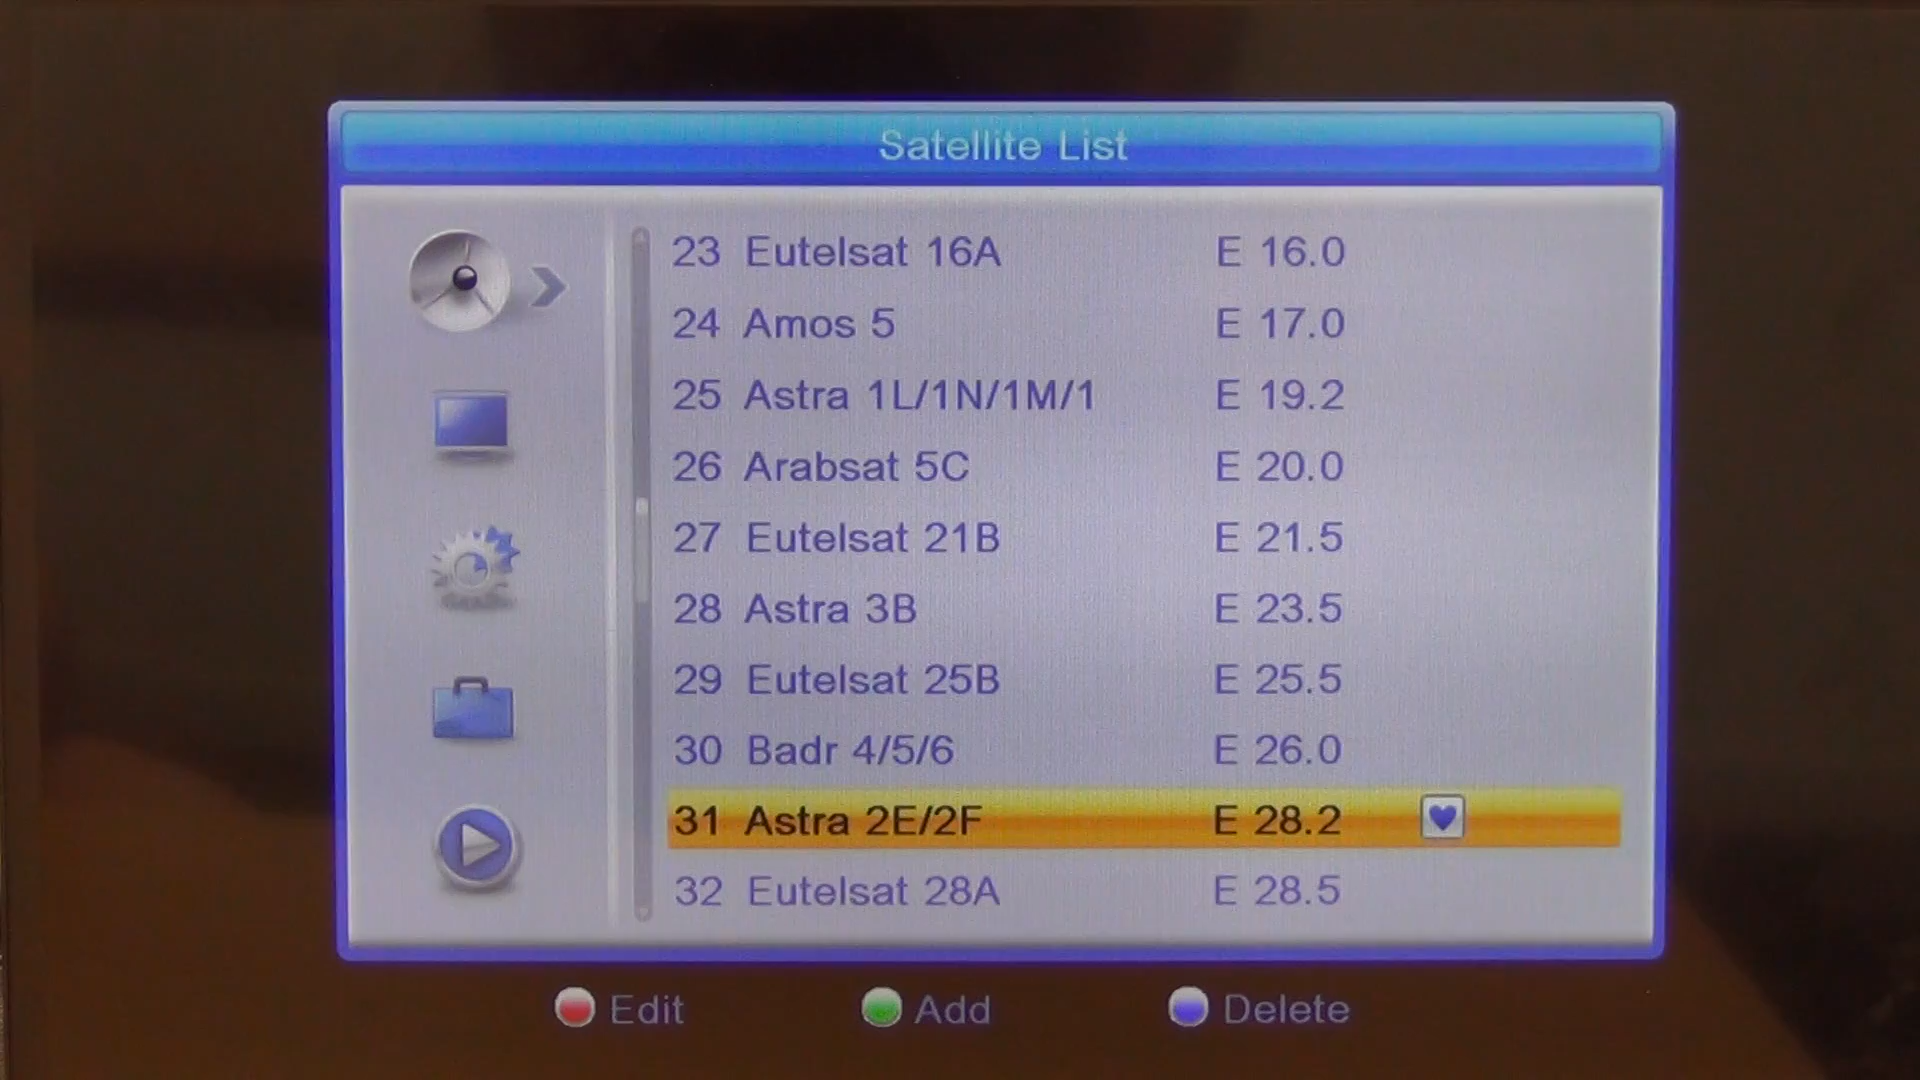 Satellite List
23 Eutelsat 16A E 16.0
24 Amos 5 E 17.0
25 Astra 1L/1N/1M/1 E 19.2
26 Arabsat 5C E 20.0
27 Eutelsat 21B E 21.5
28 Astra 3B E 23.5
29 Eutelsat 25B E 25.5
30 Badr 4/5/6 E 26.0
31 Astra 2E/2F E 28.2
32 Eutelsat 28A E 28.5
Edit Add Delete